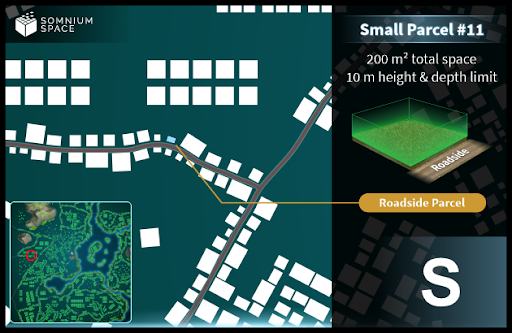 SOMNIUM
SPACE
Small Parcel #11
200 m² total space
10 m height & depth limit
Roadside
Roadside Parcel
S